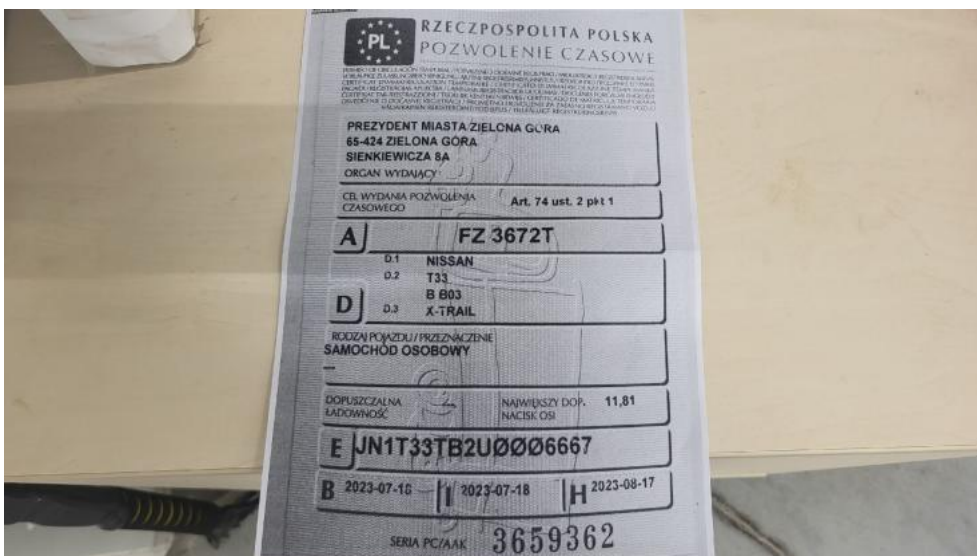 PL
RZECZPOSPOLITA POLSKA
POZWOLENIE CZASOWE
PREZYDENT MIASTA ZIELONA GÓRA
65-424 ZIELONA GÓRA
SIENKIEWICZA 8A
ORGAN WYDAJĄCY
CEL WYDANIA POZWOLENIA CZASOWEGO Art. 74 ust. 2 pkt 1
A FZ 3672T
D.1 NISSAN
D.2 T33
B B03
D D.3 X-TRAIL
RODZAJ POJAZDU / PRZEZNACZENIE
SAMOCHÓD OSOBOWY
—
DOPUSZCZALNA ŁADOWNOŚĆ — NAJWIĘKSZY DOP. NACISK OSI 11,81
E JN1T33TB2UØØØ6667
B 2023-07-18 I 2023-07-18 H 2023-08-17
SERIA PC/AAK 3659362